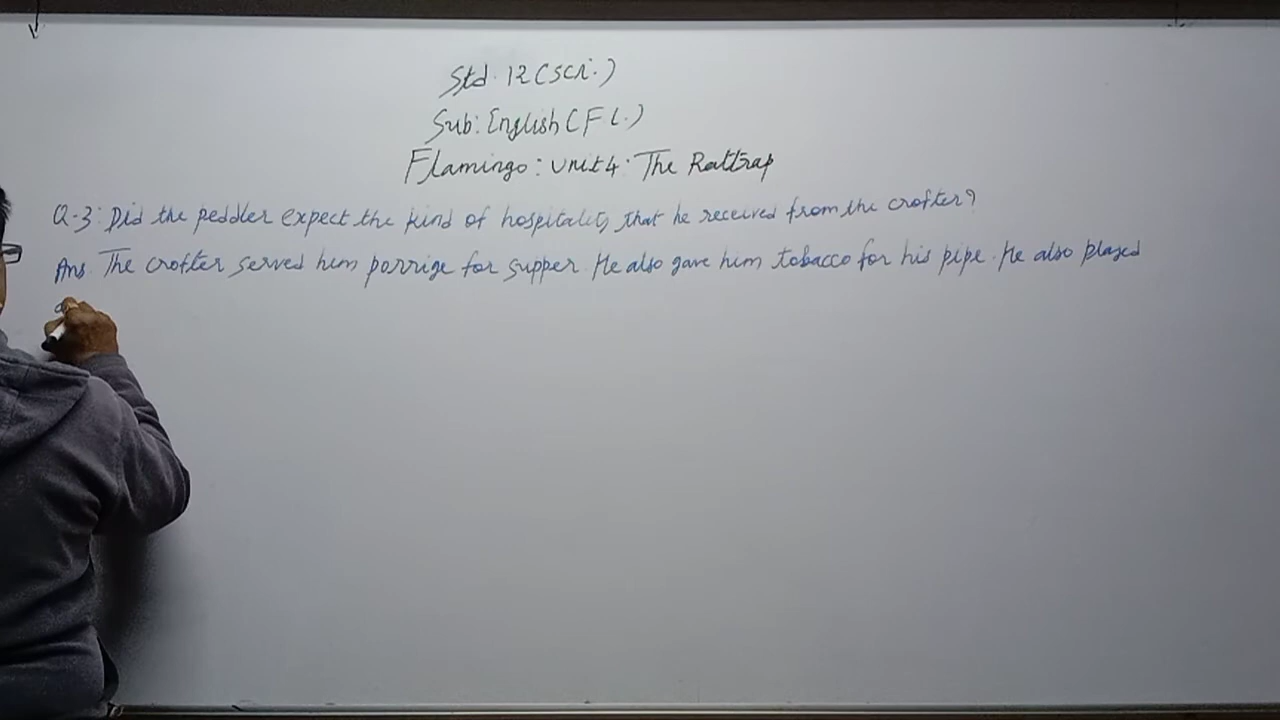 Std. 12 (Sci.)
Sub: English (FL.)
Flamingo: Unit 4: The Rattrap
Q-3: Did the peddler expect the kind of hospitality that he received from the crofter?
Ans. The crofter served him porrige for supper. He also gave him tobacco for his pipe. He also played
a